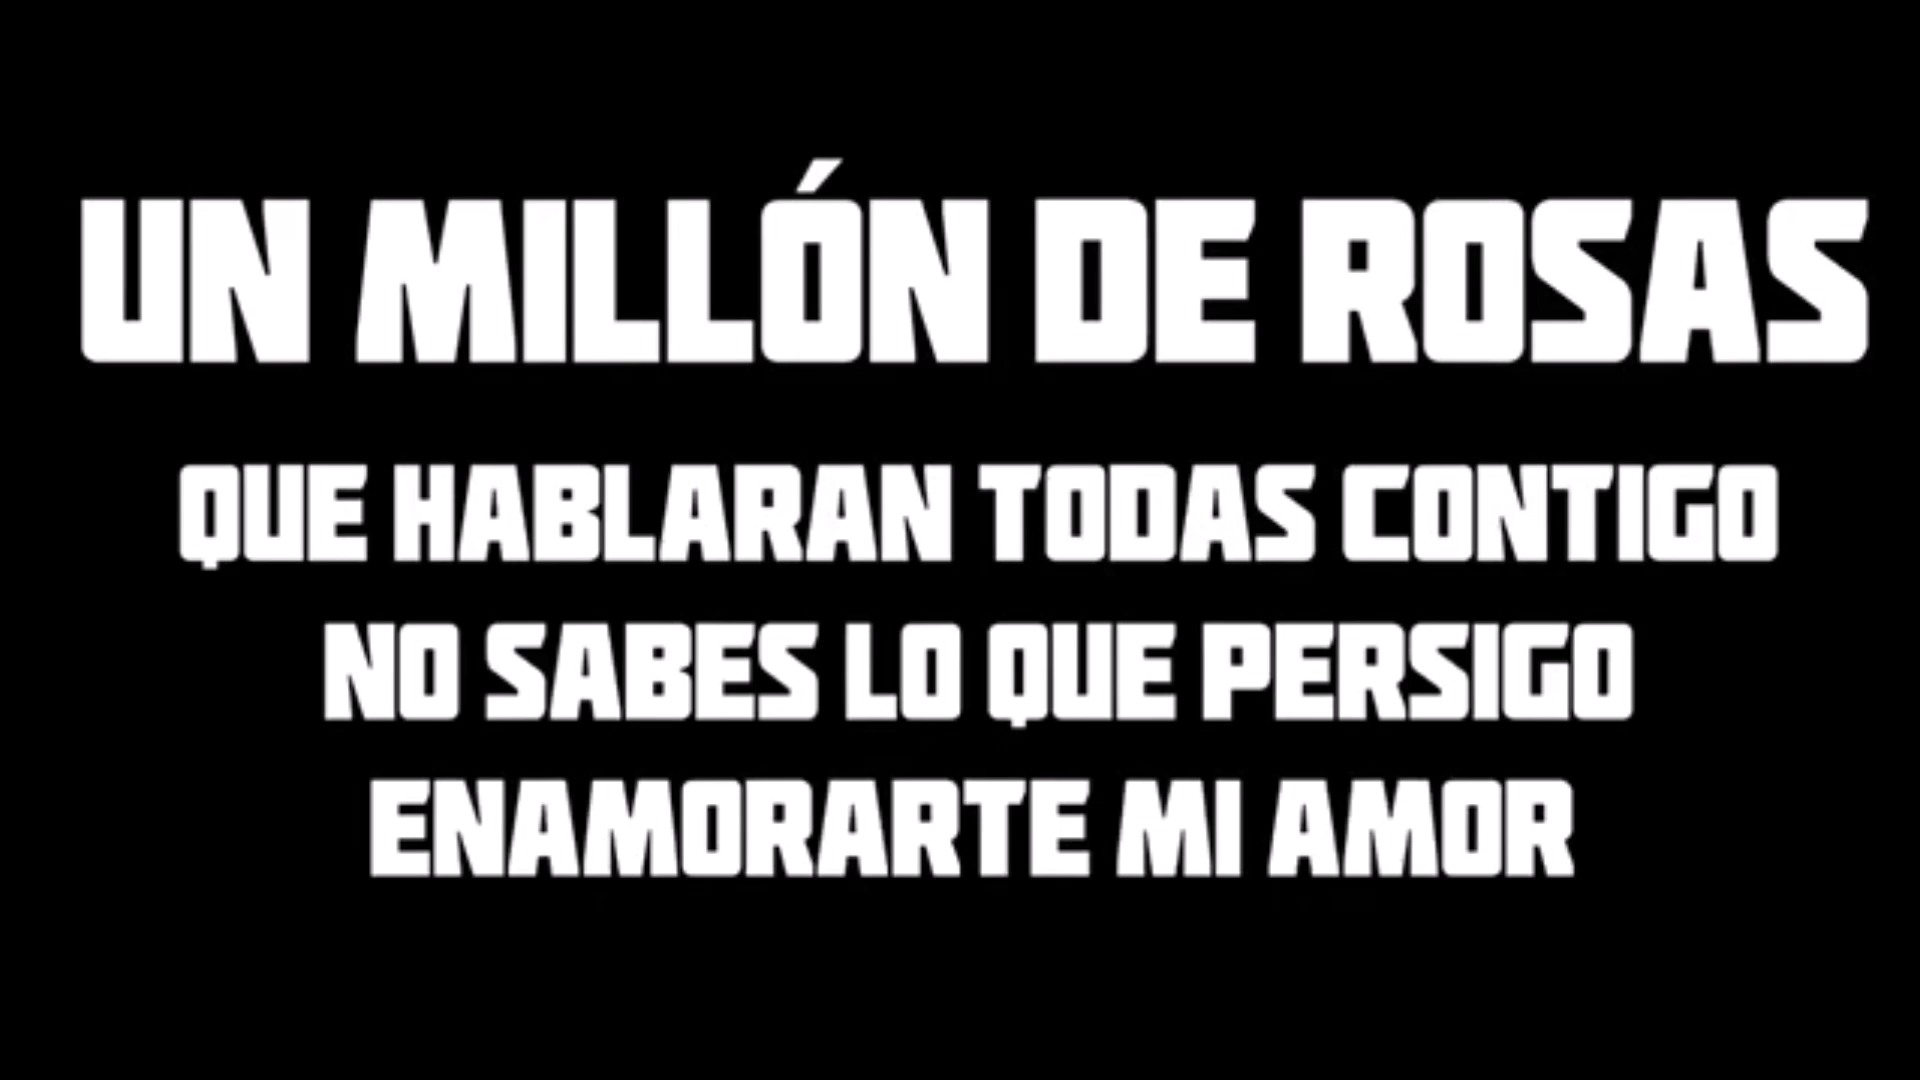 UN MILLÓN DE ROSAS
QUE HABLARAN TODAS CONTIGO
NO SABES LO QUE PERSIGO
ENAMORARTE MI AMOR